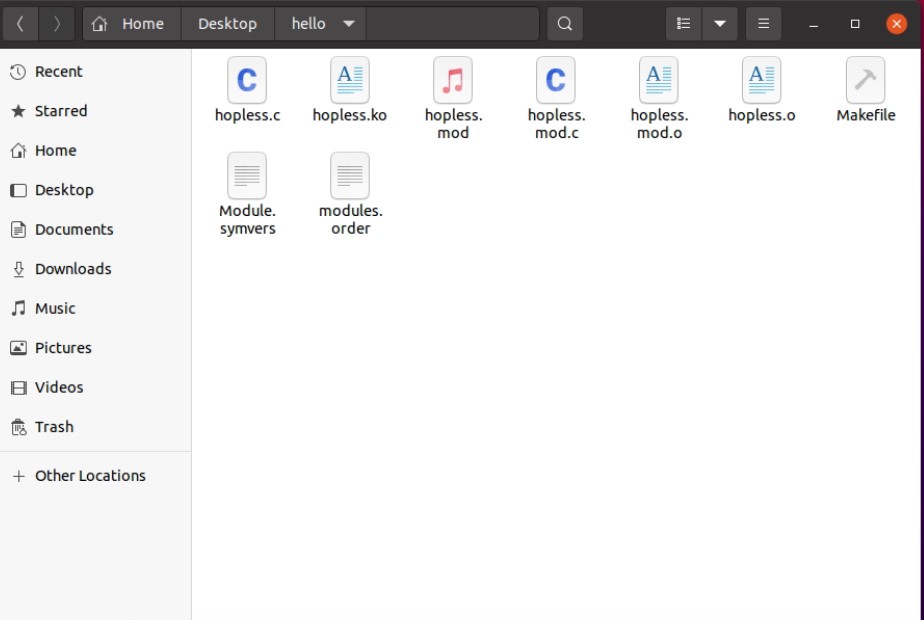 Home Desktop hello
Recent
Starred
Home
Desktop
Documents
Downloads
Music
Pictures
Videos
Trash
Other Locations
hopless.c
hopless.ko
hopless.
mod
hopless.
mod.c
hopless.
mod.o
hopless.o
Makefile
Module.
symvers
modules.
order